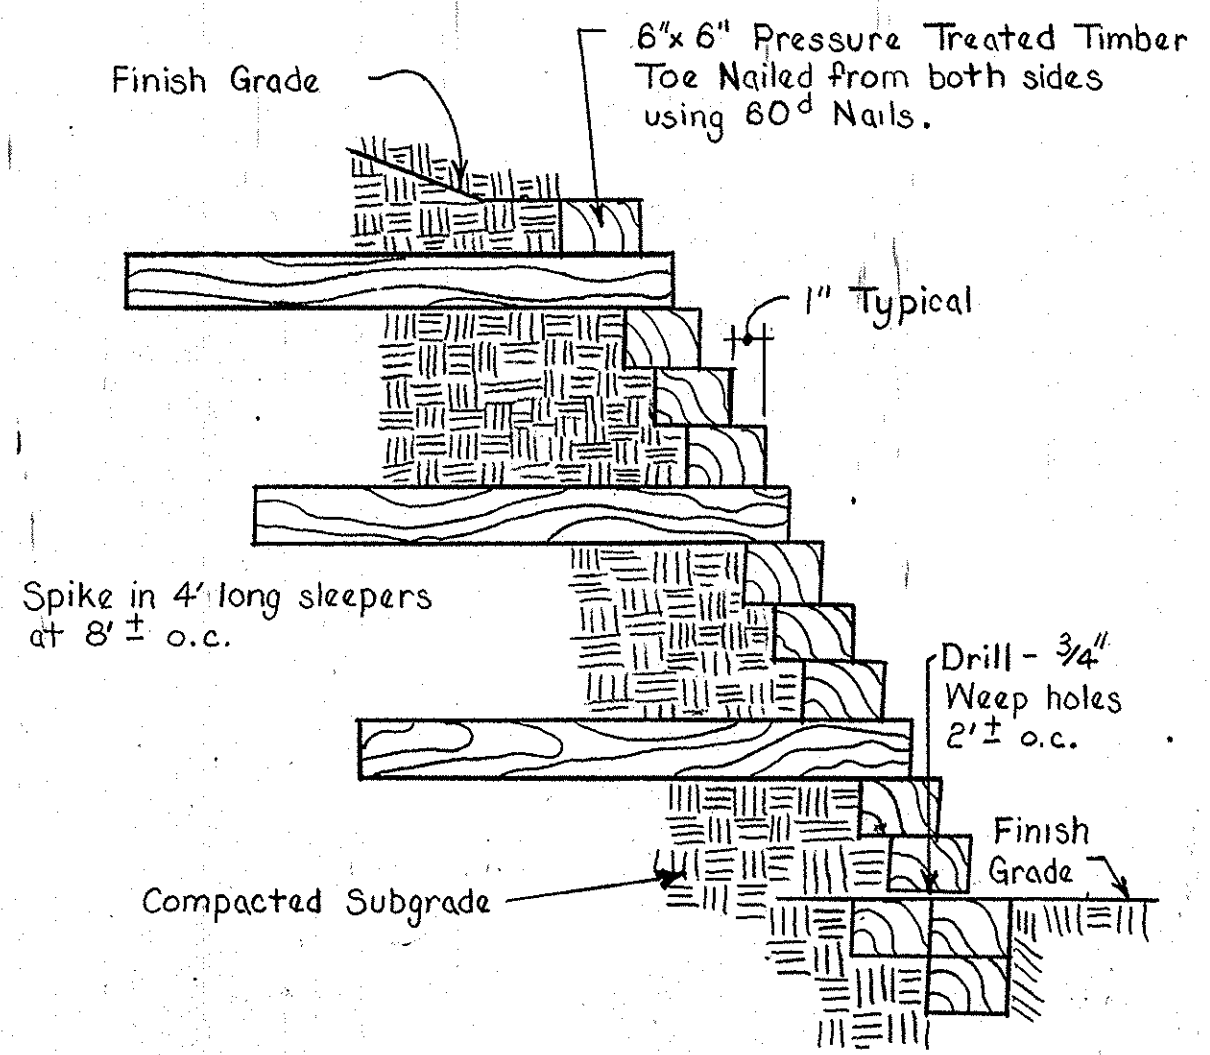 6"x 6" Pressure Treated Timber
Toe Nailed from both sides
using 60d Nails.
Finish Grade
1" Typical
Spike in 4' long sleepers
at 8' ± o.c.
Drill - 3/4"
Weep holes
2' ± o.c.
Finish
Grade
Compacted Subgrade